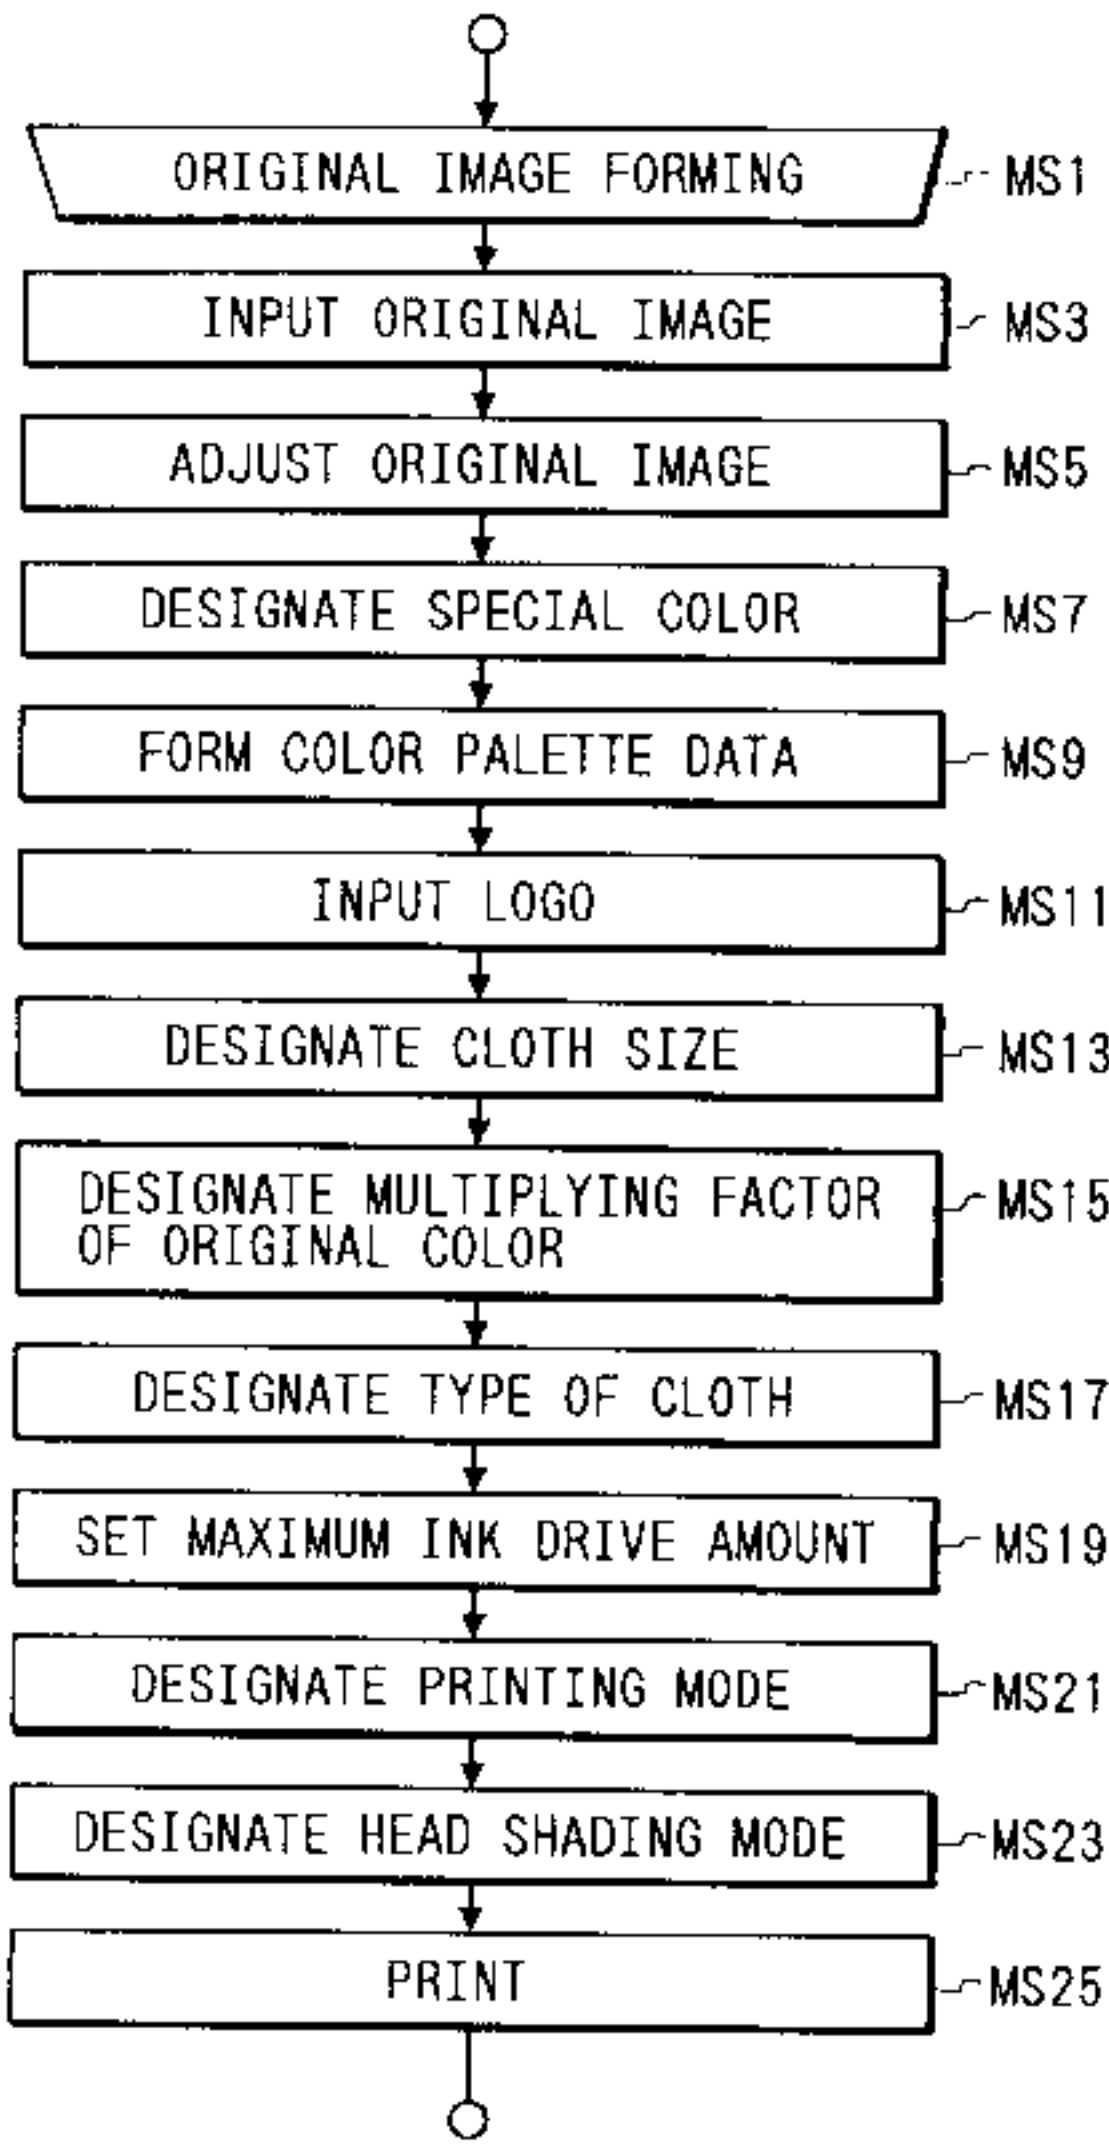 ORIGINAL IMAGE FORMING MS1
INPUT ORIGINAL IMAGE MS3
ADJUST ORIGINAL IMAGE MS5
DESIGNATE SPECIAL COLOR MS7
FORM COLOR PALETTE DATA MS9
INPUT LOGO MS11
DESIGNATE CLOTH SIZE MS13
DESIGNATE MULTIPLYING FACTOR MS15
OF ORIGINAL COLOR
DESIGNATE TYPE OF CLOTH MS17
SET MAXIMUM INK DRIVE AMOUNT MS19
DESIGNATE PRINTING MODE MS21
DESIGNATE HEAD SHADING MODE MS23
PRINT MS25